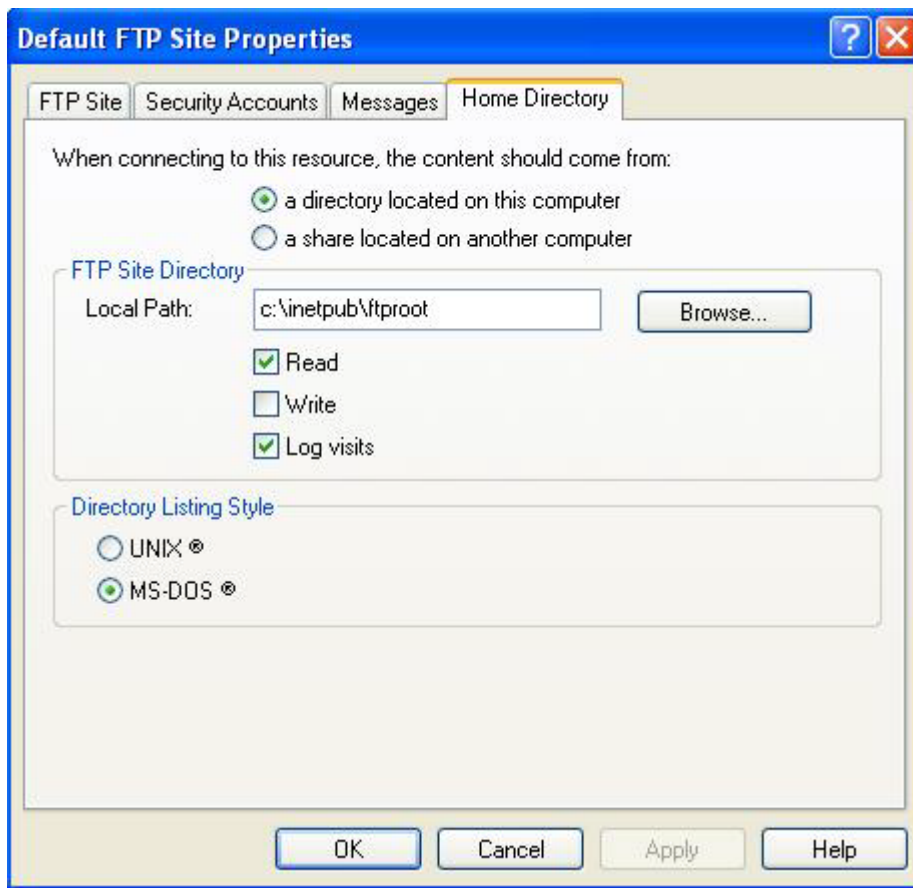 Default FTP Site Properties
FTP Site Security Accounts Messages Home Directory
When connecting to this resource, the content should come from:
a directory located on this computer
a share located on another computer
FTP Site Directory
Local Path: c:\inetpub\ftproot Browse...
Read
Write
Log visits
Directory Listing Style
UNIX ®
MS-DOS ®
OK Cancel Apply Help